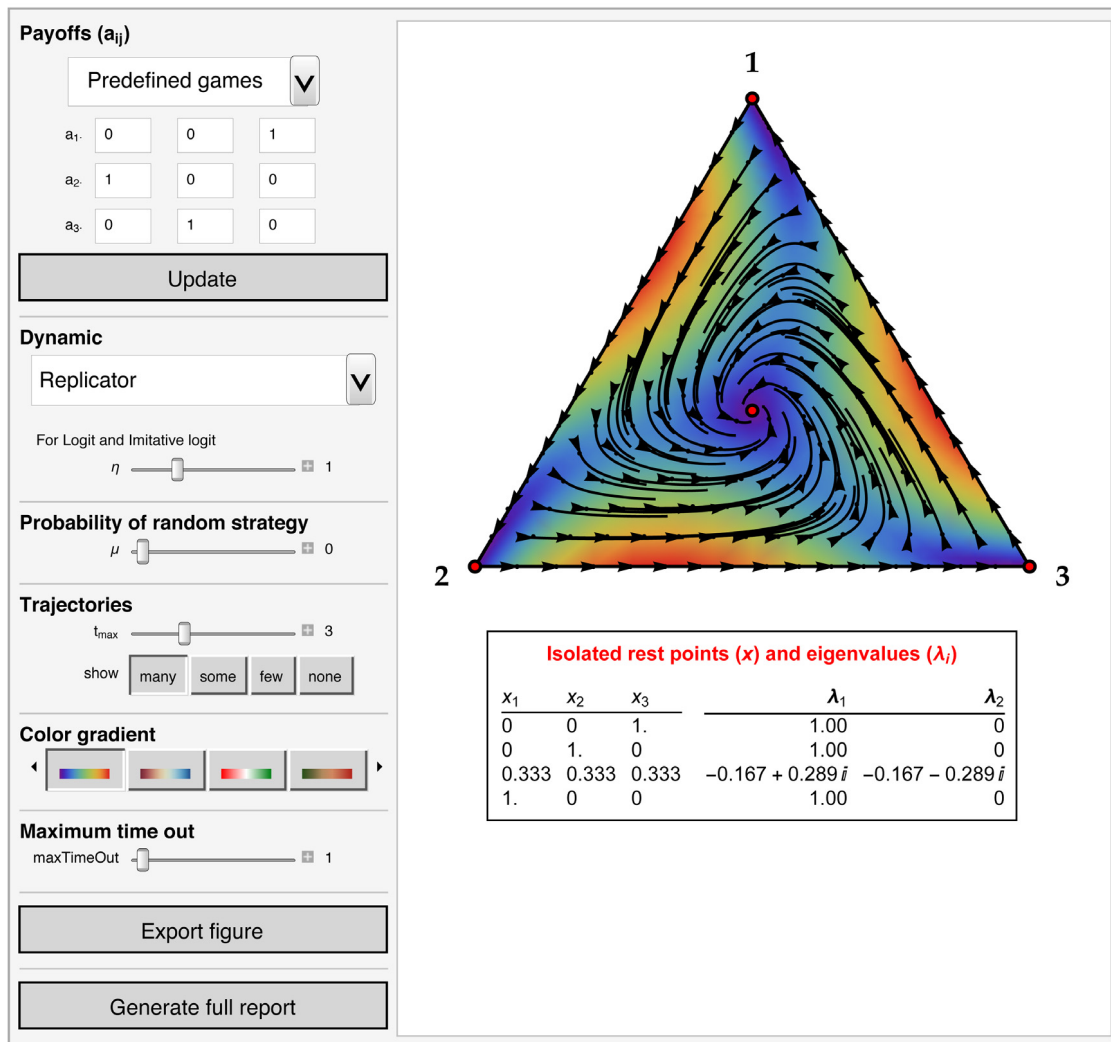 Payoffs (aij)
Predefined games
a1· 0 0 1
a2· 1 0 0
a3· 0 1 0
Update
Dynamic
Replicator
For Logit and Imitative logit
η 1
Probability of random strategy
μ 0
Trajectories
tmax 3
show many some few none
Color gradient
Maximum time out
maxTimeOut 1
Export figure
Generate full report
1
2 3
Isolated rest points (x) and eigenvalues (λi)
x1 x2 x3 λ1 λ2
0 0 1. 1.00 0
0 1. 0 1.00 0
0.333 0.333 0.333 −0.167 + 0.289 ⅈ −0.167 − 0.289 ⅈ
1. 0 0 1.00 0